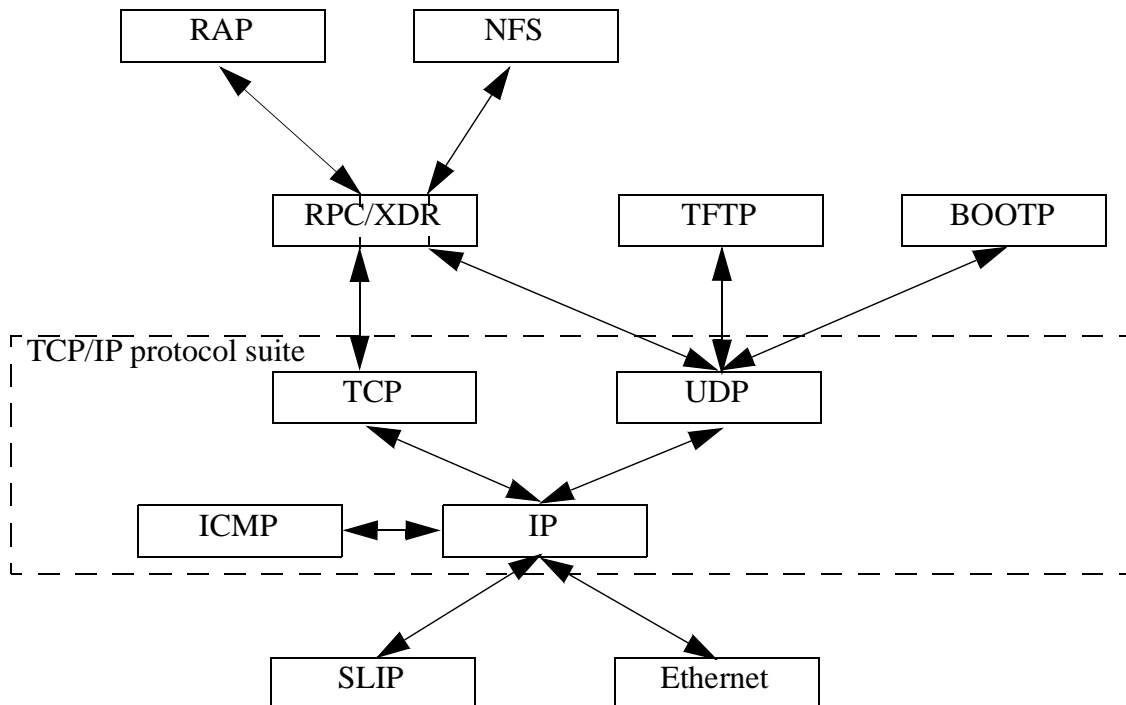 RAP
NFS
RPC/XDR
TFTP
BOOTP
TCP/IP protocol suite
TCP
UDP
ICMP
IP
SLIP
Ethernet